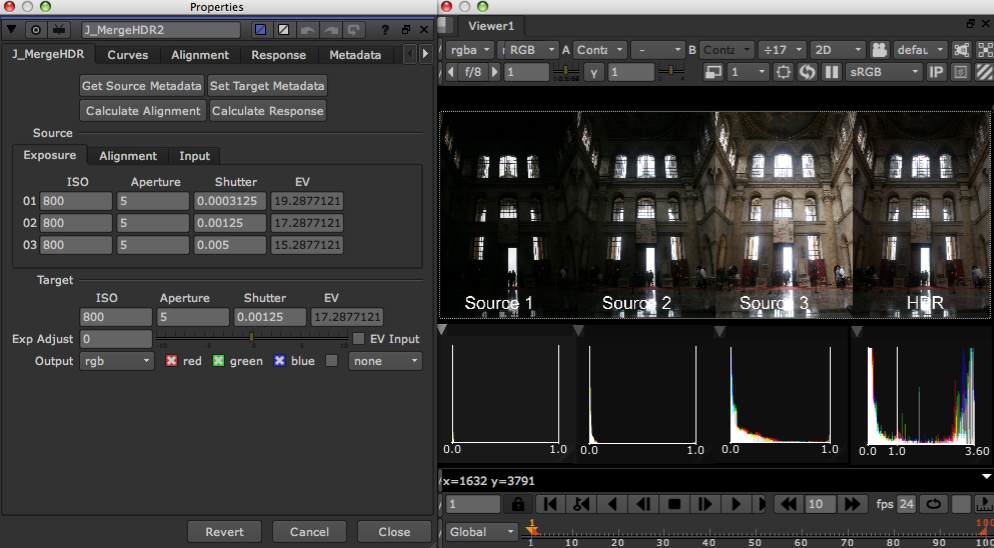 Properties
J_MergeHDR2
?
J_MergeHDR Curves Alignment Response Metadata
Get Source Metadata Set Target Metadata
Calculate Alignment Calculate Response
Source
Exposure Alignment Input
ISO Aperture Shutter EV
01 800 5 0.0003125 19.2877121
02 800 5 0.00125 17.2877121
03 800 5 0.005 15.2877121
Target
ISO Aperture Shutter EV
800 5 0.00125 17.2877121
Exp Adjust 0 EV Input
Output rgb red green blue none
Revert Cancel Close
Viewer1
rgba RGB A Conta - B Conta ÷17 2D defau
f/8 1 γ 1 1 sRGB IP
Source 1 Source 2 Source 3 HDR
0.0 1.0 0.0 1.0 0.0 1.0 0.0 1.0 3.60
x=1632 y=3791
1 10 fps 24
Global 1 1 10 20 30 40 50 60 70 80 90 100 100